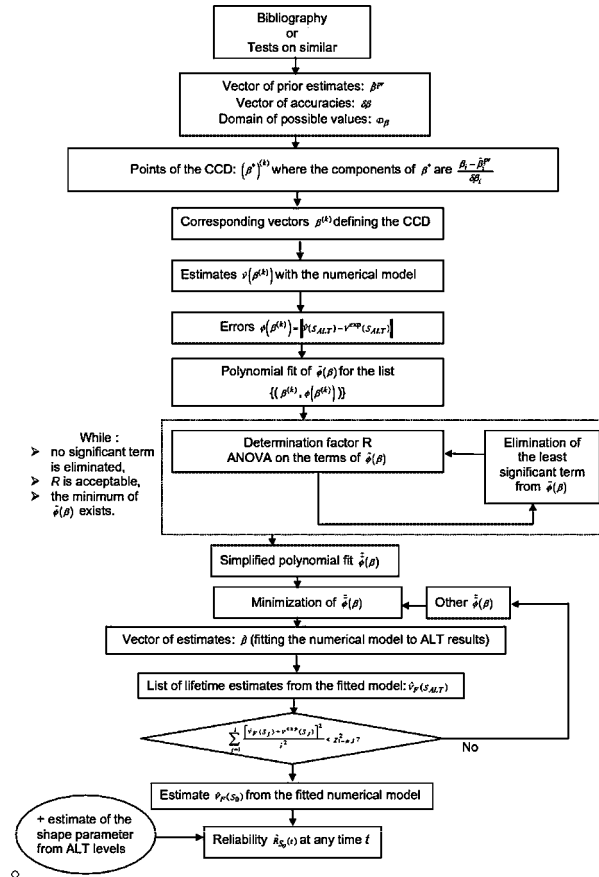 Bibliography
or
Tests on similar
Vector of prior estimates: β̂ᵖʳ
Vector of accuracies: δβ
Domain of possible values: 𝒟_β
Points of the CCD: (β*)⁽ᵏ⁾ where the components of β* are (β_i − β̂_i^pr)/δβ_i
Corresponding vectors β⁽ᵏ⁾ defining the CCD
Estimates ν̂(β⁽ᵏ⁾) with the numerical model
Errors ϕ(β⁽ᵏ⁾) = ‖ν̂(S_ALT) − ν^exp(S_ALT)‖
Polynomial fit of ϕ̃(β) for the list
{( β⁽ᵏ⁾, ϕ(β⁽ᵏ⁾) )}
While :
➢ no significant term
is eliminated,
➢ R is acceptable,
➢ the minimum of
ϕ̃(β) exists.
Determination factor R
ANOVA on the terms of ϕ̃(β)
Elimination of
the least
significant term
from ϕ̃(β)
Simplified polynomial fit ϕ̃̃(β)
Minimization of ϕ̃̃(β)
Other ϕ̃̃(β)
Vector of estimates: β̂ (fitting the numerical model to ALT results)
List of lifetime estimates from the fitted model: ν̂_F(S_ALT)
No
Estimate ν̂_F(S₀) from the fitted numerical model
+ estimate of the
shape parameter
from ALT levels
Reliability R̂_S₀(t) at any time t